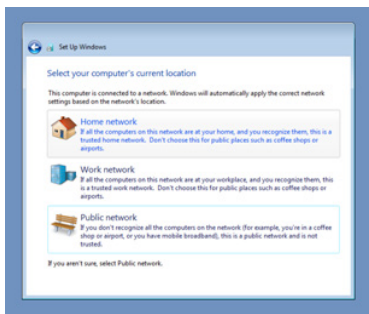 Set Up Windows
Select your computer's current location
This computer is connected to a network. Windows will automatically apply the correct network
settings based on the network's location.
Home network
If all the computers on this network are at your home, and you recognize them, this is a
trusted home network. Don't choose this for public places such as coffee shops or
airports.
Work network
If all the computers on this network are at your workplace, and you recognize them, this
is a trusted work network. Don't choose this for public places such as coffee shops or
airports.
Public network
If you don't recognize all the computers on the network (for example, you're in a coffee
shop or airport, or you have mobile broadband), this is a public network and is not
trusted.
If you aren't sure, select Public network.